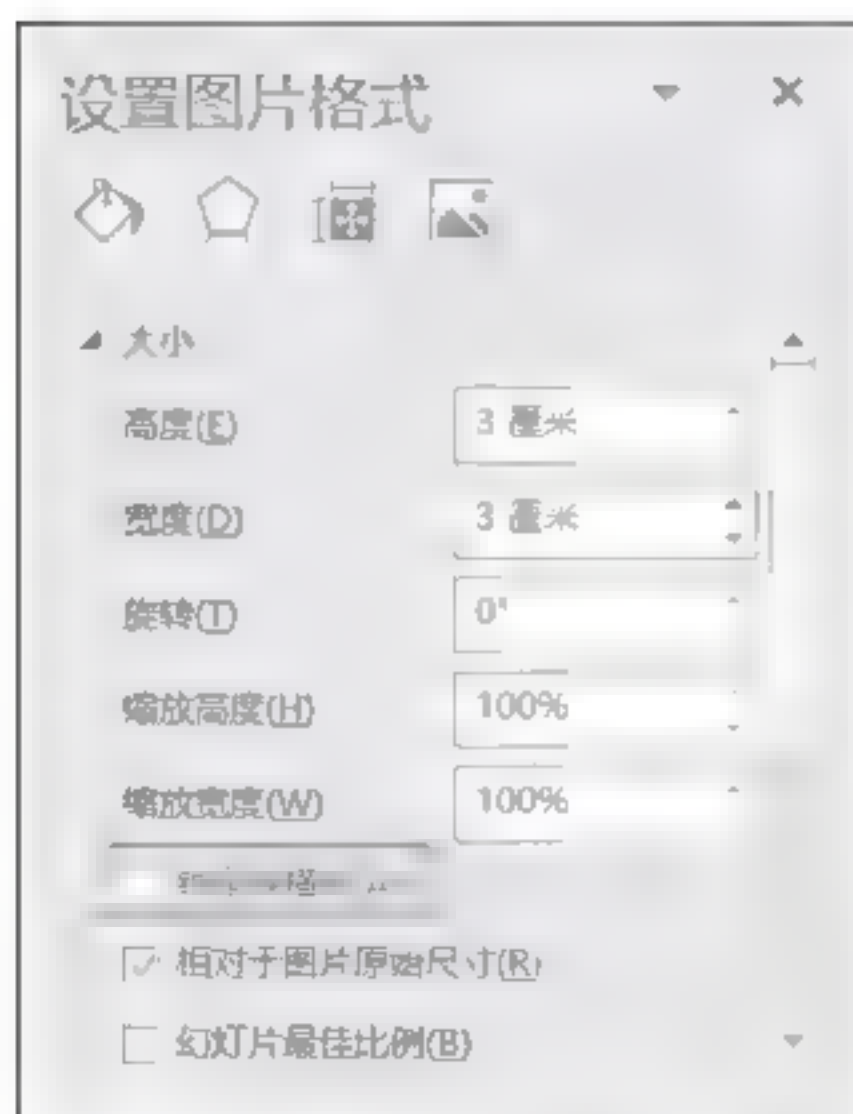 设置图片格式
大小
高度(E) 3 厘米
宽度(D) 3 厘米
旋转(T) 0°
缩放高度(H) 100%
缩放宽度(W) 100%
相对于图片原始尺寸(R)
幻灯片最佳比例(B)